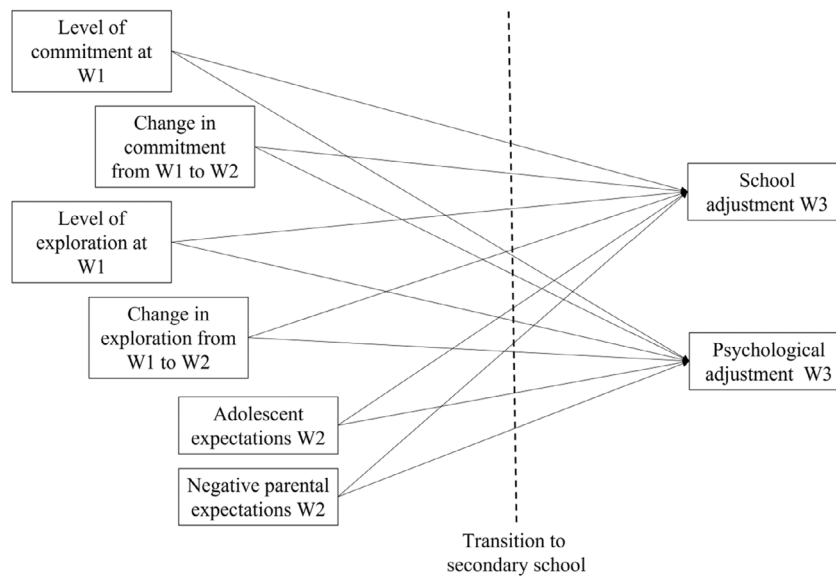 Level of
commitment at
W1
Change in
commitment
from W1 to W2
Level of
exploration at
W1
Change in
exploration from
W1 to W2
Adolescent
expectations W2
Negative parental
expectations W2
School
adjustment W3
Psychological
adjustment W3
Transition to
secondary school